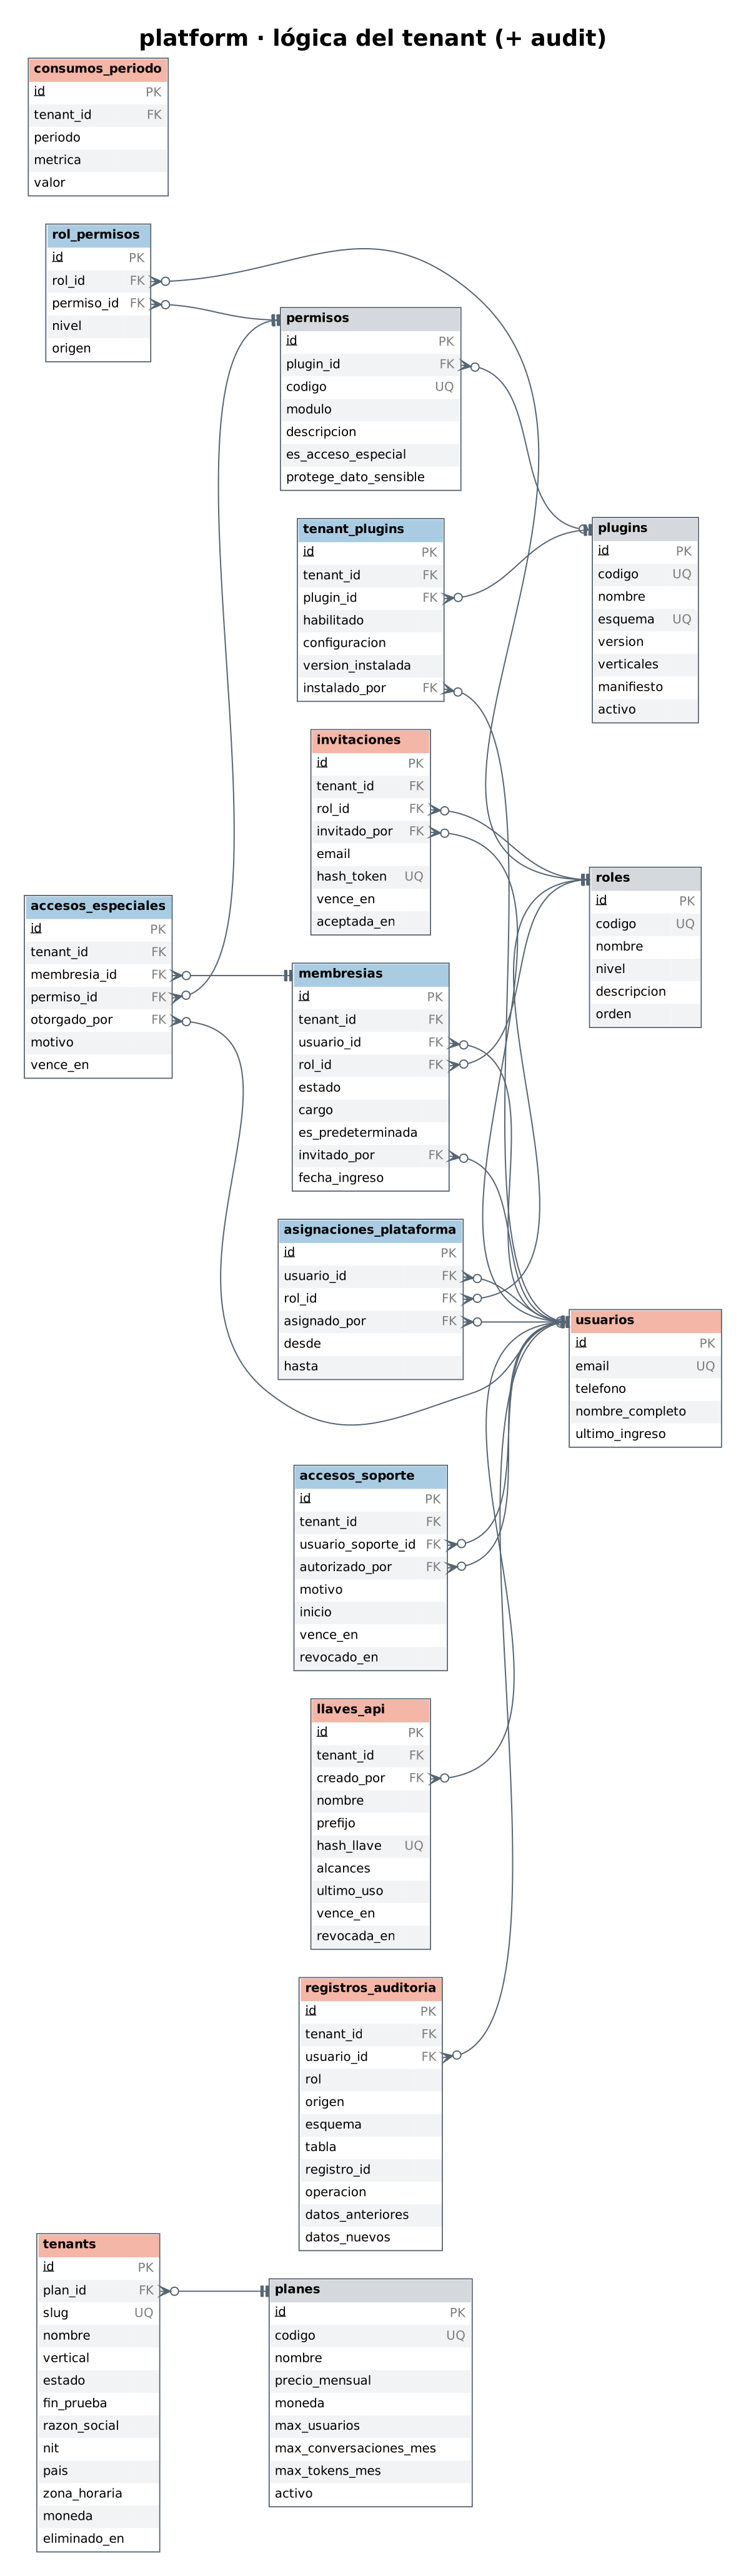 platform · lógica del tenant (+ audit)
consumos_periodo
id PK
tenant_id FK
periodo
metrica
valor
rol_permisos
id PK
rol_id FK
permiso_id FK
nivel
origen
permisos
id PK
plugin_id FK
codigo UQ
modulo
descripcion
es_acceso_especial
protege_dato_sensible
tenant_plugins
id PK
tenant_id FK
plugin_id FK
habilitado
configuracion
version_instalada
instalado_por FK
plugins
id PK
codigo UQ
nombre
esquema UQ
version
verticales
manifiesto
activo
invitaciones
id PK
tenant_id FK
rol_id FK
invitado_por FK
email
hash_token UQ
vence_en
aceptada_en
roles
id PK
codigo UQ
nombre
nivel
descripcion
orden
accesos_especiales
id PK
tenant_id FK
membresia_id FK
permiso_id FK
otorgado_por FK
motivo
vence_en
membresias
id PK
tenant_id FK
usuario_id FK
rol_id FK
estado
cargo
es_predeterminada
invitado_por FK
fecha_ingreso
asignaciones_plataforma
id PK
usuario_id FK
rol_id FK
asignado_por FK
desde
hasta
usuarios
id PK
email UQ
telefono
nombre_completo
ultimo_ingreso
accesos_soporte
id PK
tenant_id FK
usuario_soporte_id FK
autorizado_por FK
motivo
inicio
vence_en
revocado_en
llaves_api
id PK
tenant_id FK
creado_por FK
nombre
prefijo
hash_llave UQ
alcances
ultimo_uso
vence_en
revocada_en
registros_auditoria
id PK
tenant_id FK
usuario_id FK
rol
origen
esquema
tabla
registro_id
operacion
datos_anteriores
datos_nuevos
tenants
id PK
plan_id FK
slug UQ
nombre
vertical
estado
fin_prueba
razon_social
nit
pais
zona_horaria
moneda
eliminado_en
planes
id PK
codigo UQ
nombre
precio_mensual
moneda
max_usuarios
max_conversaciones_mes
max_tokens_mes
activo